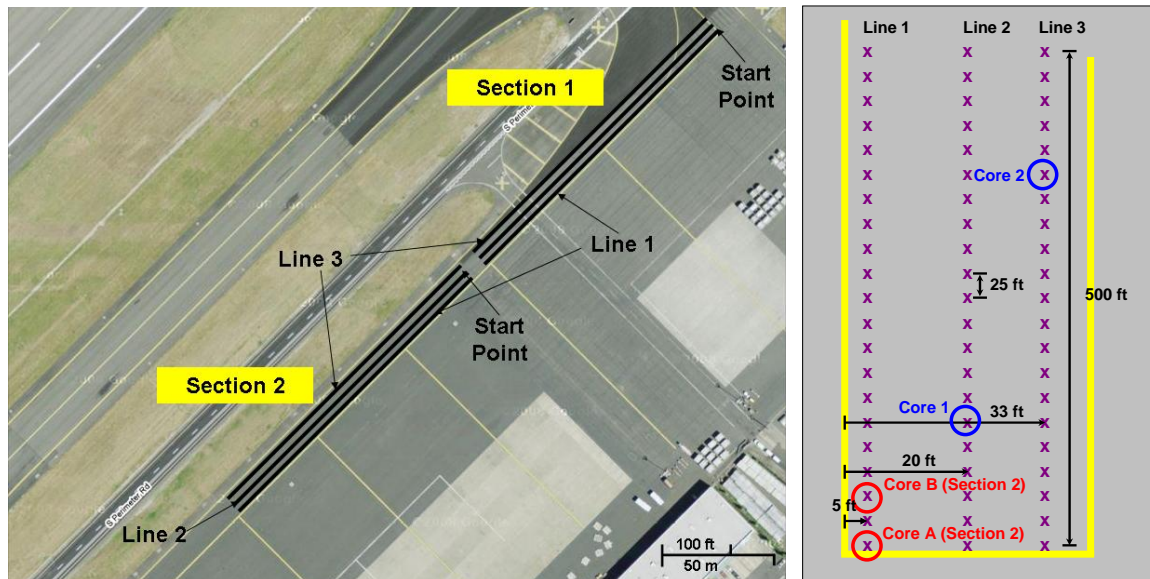 Section 1
Start
Point
S Perimete
Line 3
Line 1
Start
Point
Section 2
S Perimeter Rd
Line 2
100 ft
50 m
Line 1
Line 2
Line 3
x x x
x x x
x x x
x x x
x x x
Core 2
x x x
x x x
x x x
x x x
x x x
25 ft
500 ft
x x x
x x x
x x x
x x x
Core 1
33 ft
x x x
x x x
20 ft
x x x
Core B (Section 2)
x x x
5 ft
x x x
Core A (Section 2)
x x x